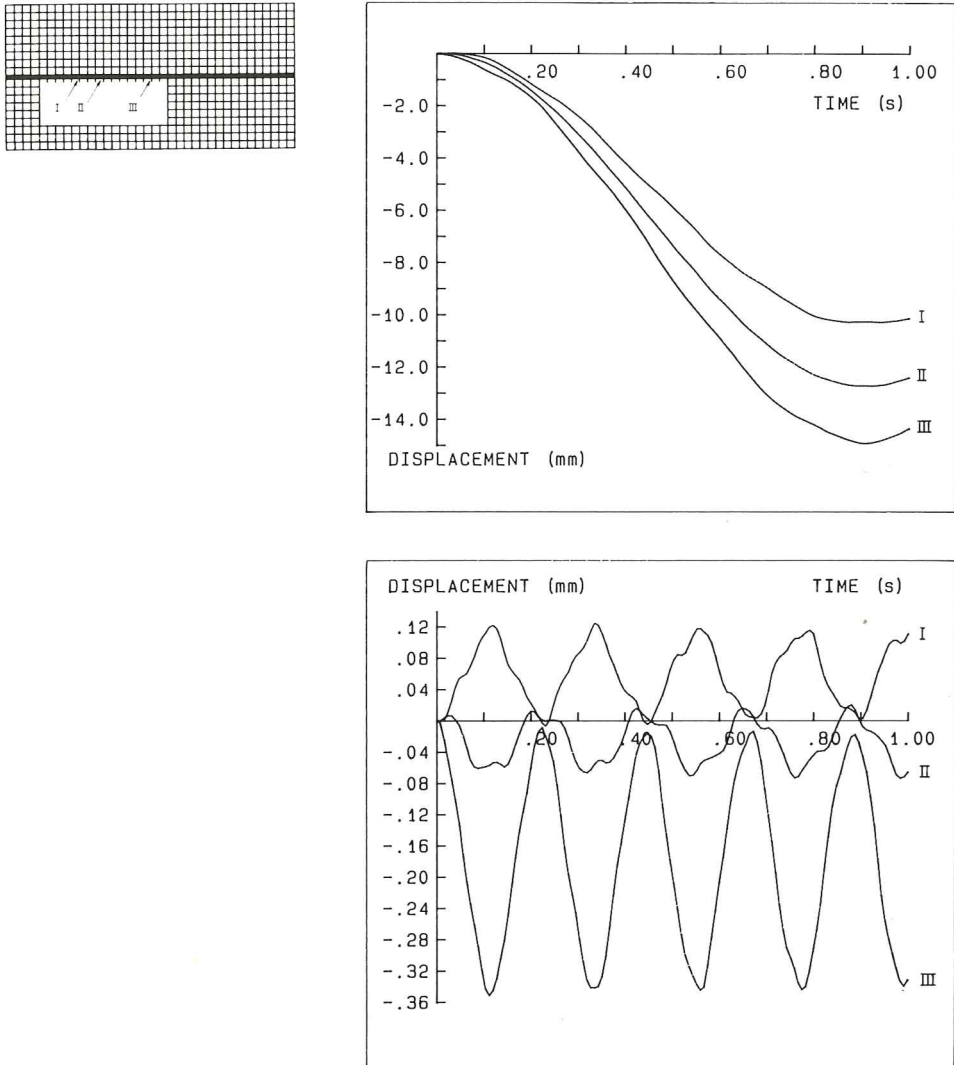 I II III
.20 .40 .60 .80 1.00
TIME (s)
-2.0
-4.0
-6.0
-8.0
-10.0
-12.0
-14.0
I
II
III
DISPLACEMENT (mm)
DISPLACEMENT (mm) TIME (s)
.12
.08
.04
-.04
-.08
-.12
-.16
-.20
-.24
-.28
-.32
-.36
.20 .40 .60 .80 1.00
I
II
III